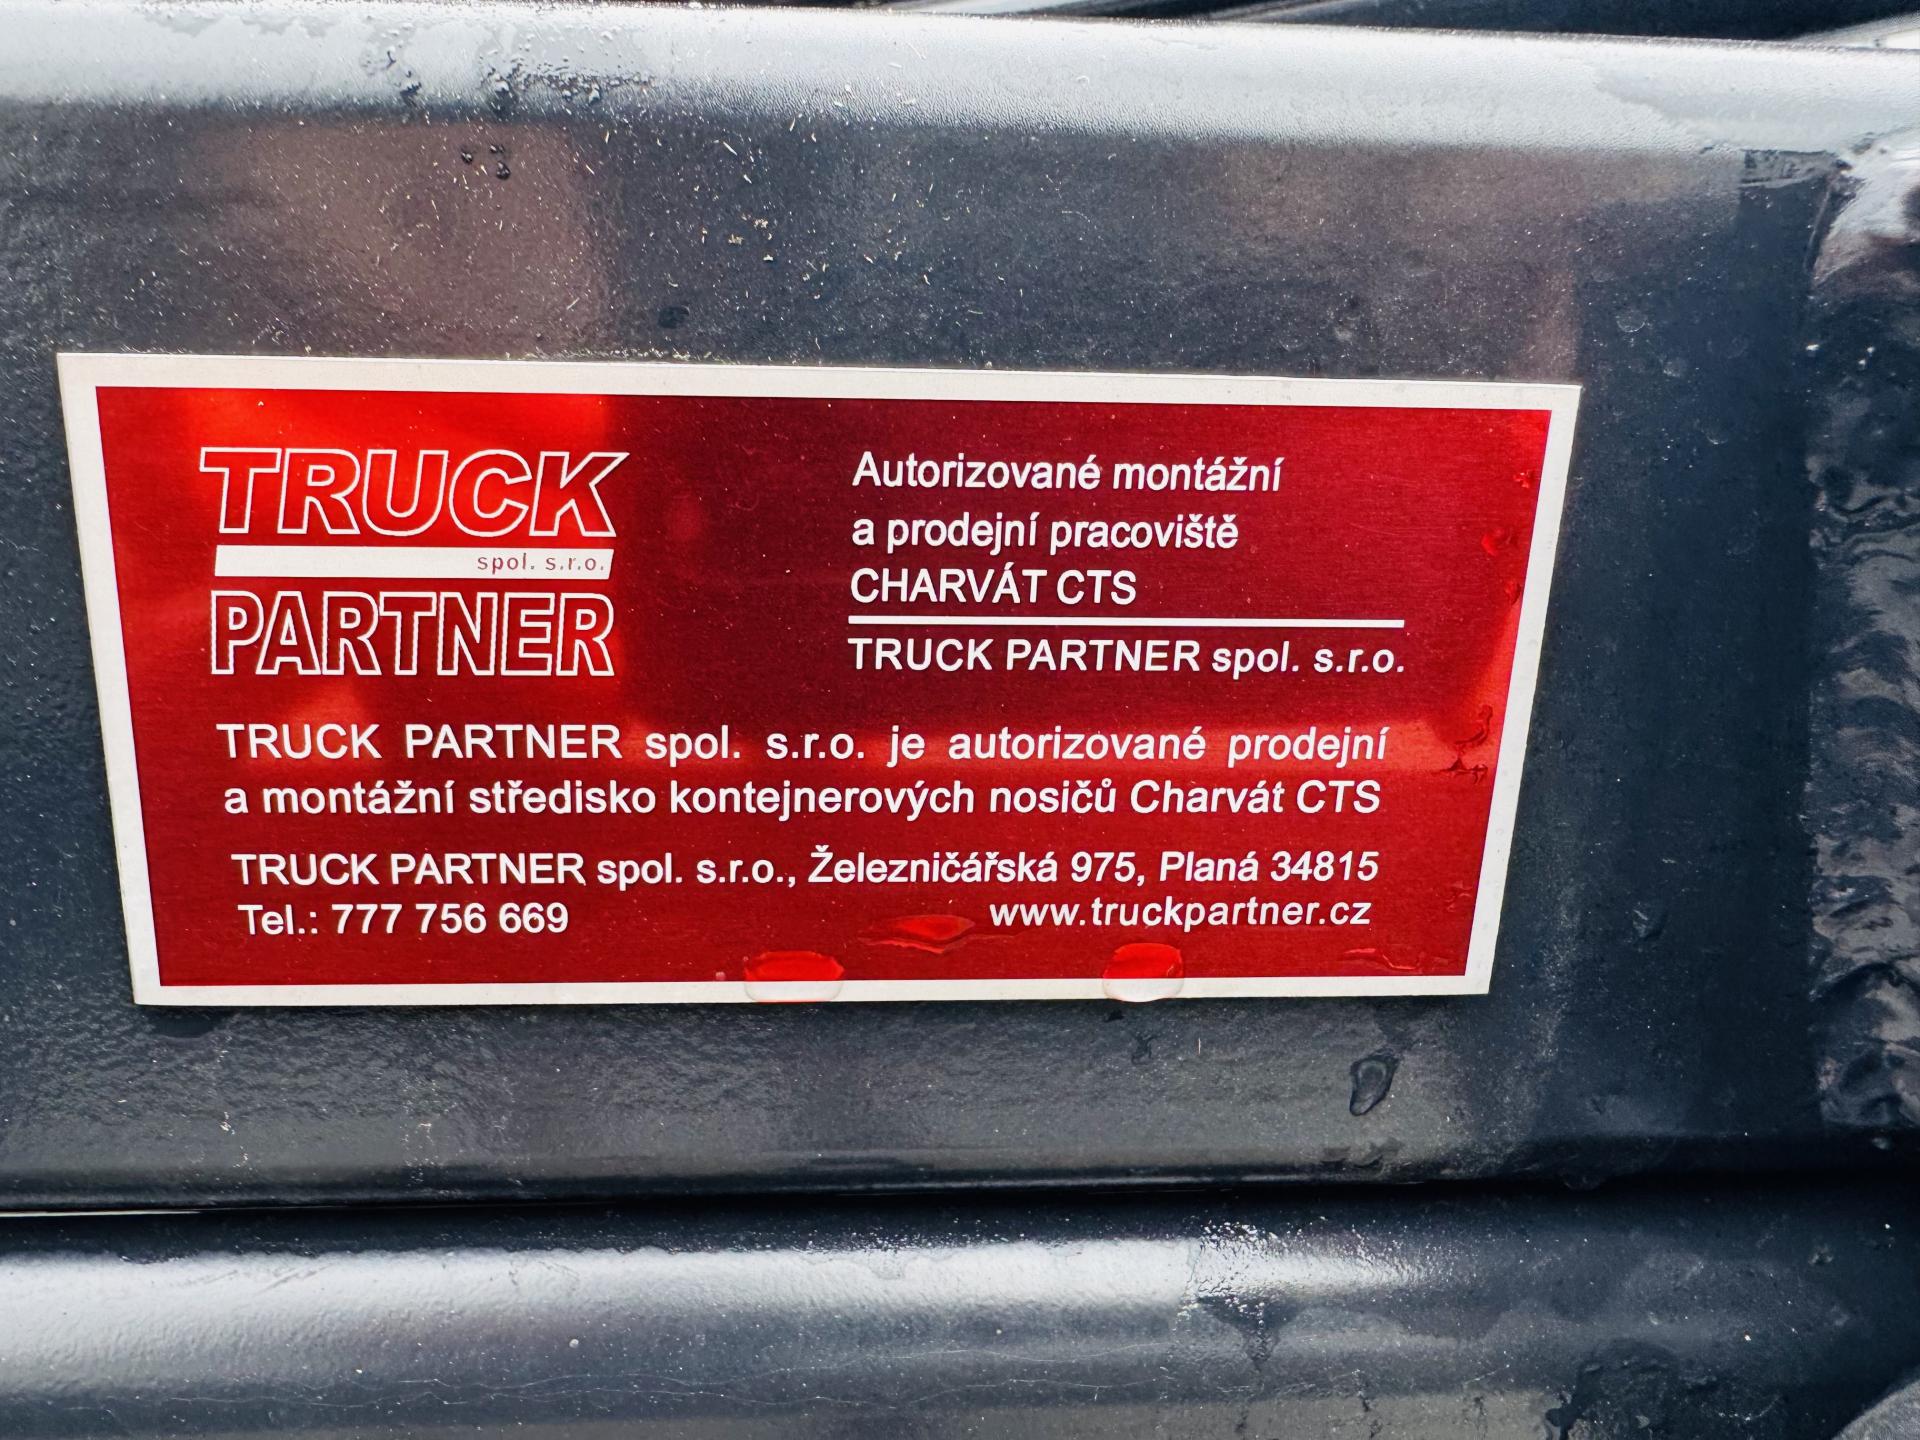 TRUCK
spol. s.r.o.
PARTNER
Autorizované montážní
a prodejní pracoviště
CHARVÁT CTS
TRUCK PARTNER spol. s.r.o.
TRUCK PARTNER spol. s.r.o. je autorizované prodejní
a montážní středisko kontejnerových nosičů Charvát CTS
TRUCK PARTNER spol. s.r.o., Železničářská 975, Planá 34815
Tel.: 777 756 669
www.truckpartner.cz